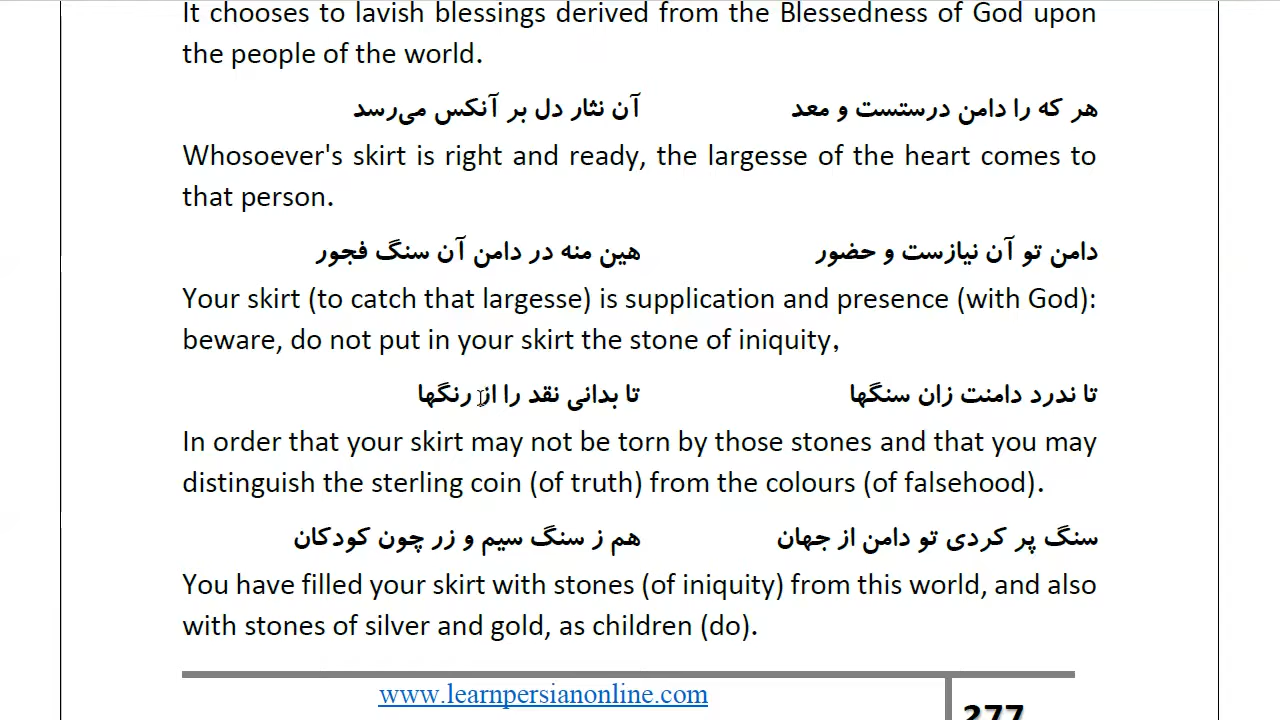 It chooses to lavish blessings derived from the Blessedness of God upon
the people of the world.
هر که را دامن درستست و معد آن نثار دل بر آنکس می‌رسد
Whosoever's skirt is right and ready, the largesse of the heart comes to
that person.
دامن تو آن نیازست و حضور هین منه در دامن آن سنگ فجور
Your skirt (to catch that largesse) is supplication and presence (with God):
beware, do not put in your skirt the stone of iniquity,
تا ندرد دامنت زان سنگها تا بدانی نقد را از رنگها
In order that your skirt may not be torn by those stones and that you may
distinguish the sterling coin (of truth) from the colours (of falsehood).
سنگ پر کردی تو دامن از جهان هم ز سنگ سیم و زر چون کودکان
You have filled your skirt with stones (of iniquity) from this world, and also
with stones of silver and gold, as children (do).
www.learnpersianonline.com
277